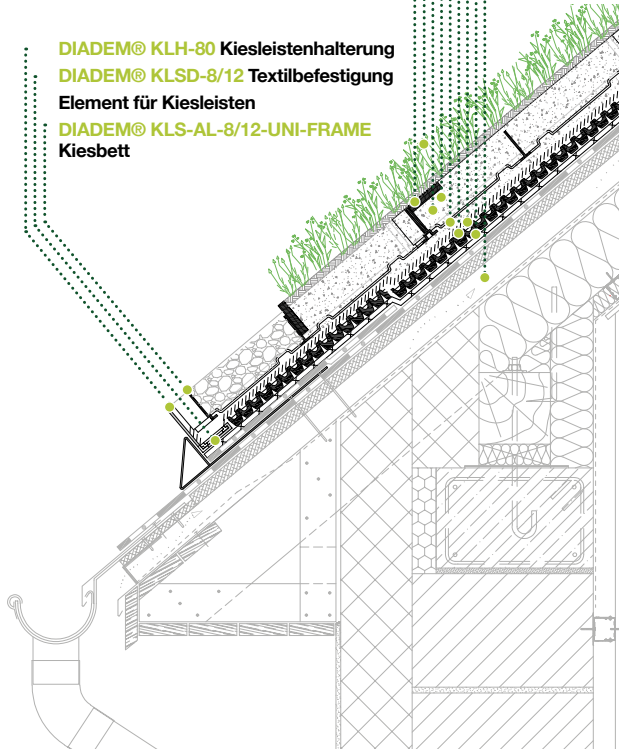 DIADEM® KLH-80 Kiesleistenhalterung
DIADEM® KLSD-8/12 Textilbefestigung
Element für Kiesleisten
DIADEM® KLS-AL-8/12-UNI-FRAME
Kiesbett